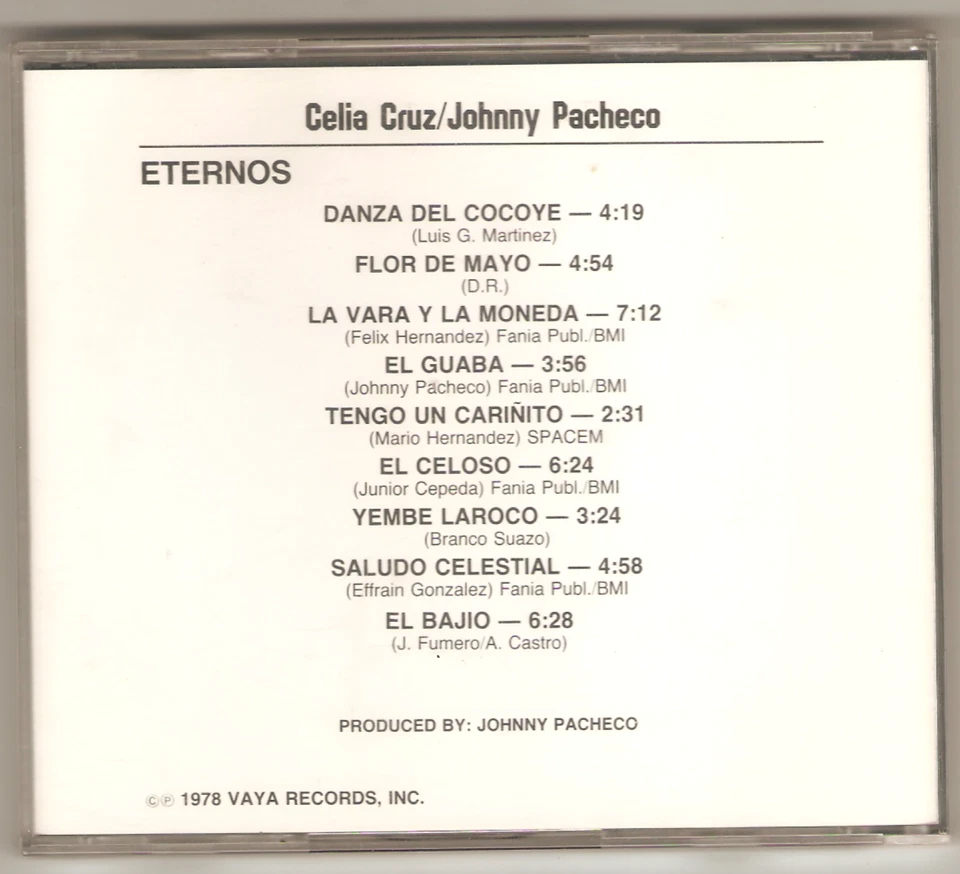 Celia Cruz/Johnny Pacheco
ETERNOS
DANZA DEL COCOYE — 4:19
(Luis G. Martinez)
FLOR DE MAYO — 4:54
(D.R.)
LA VARA Y LA MONEDA — 7:12
(Felix Hernandez) Fania Publ./BMI
EL GUABA — 3:56
(Johnny Pacheco) Fania Publ./BMI
TENGO UN CARIÑITO — 2:31
(Mario Hernandez) SPACEM
EL CELOSO — 6:24
(Junior Cepeda) Fania Publ./BMI
YEMBE LAROCO — 3:24
(Branco Suazo)
SALUDO CELESTIAL — 4:58
(Effrain Gonzalez) Fania Publ./BMI
EL BAJIO — 6:28
(J. Fumero/A. Castro)
PRODUCED BY: JOHNNY PACHECO
©℗ 1978 VAYA RECORDS, INC.